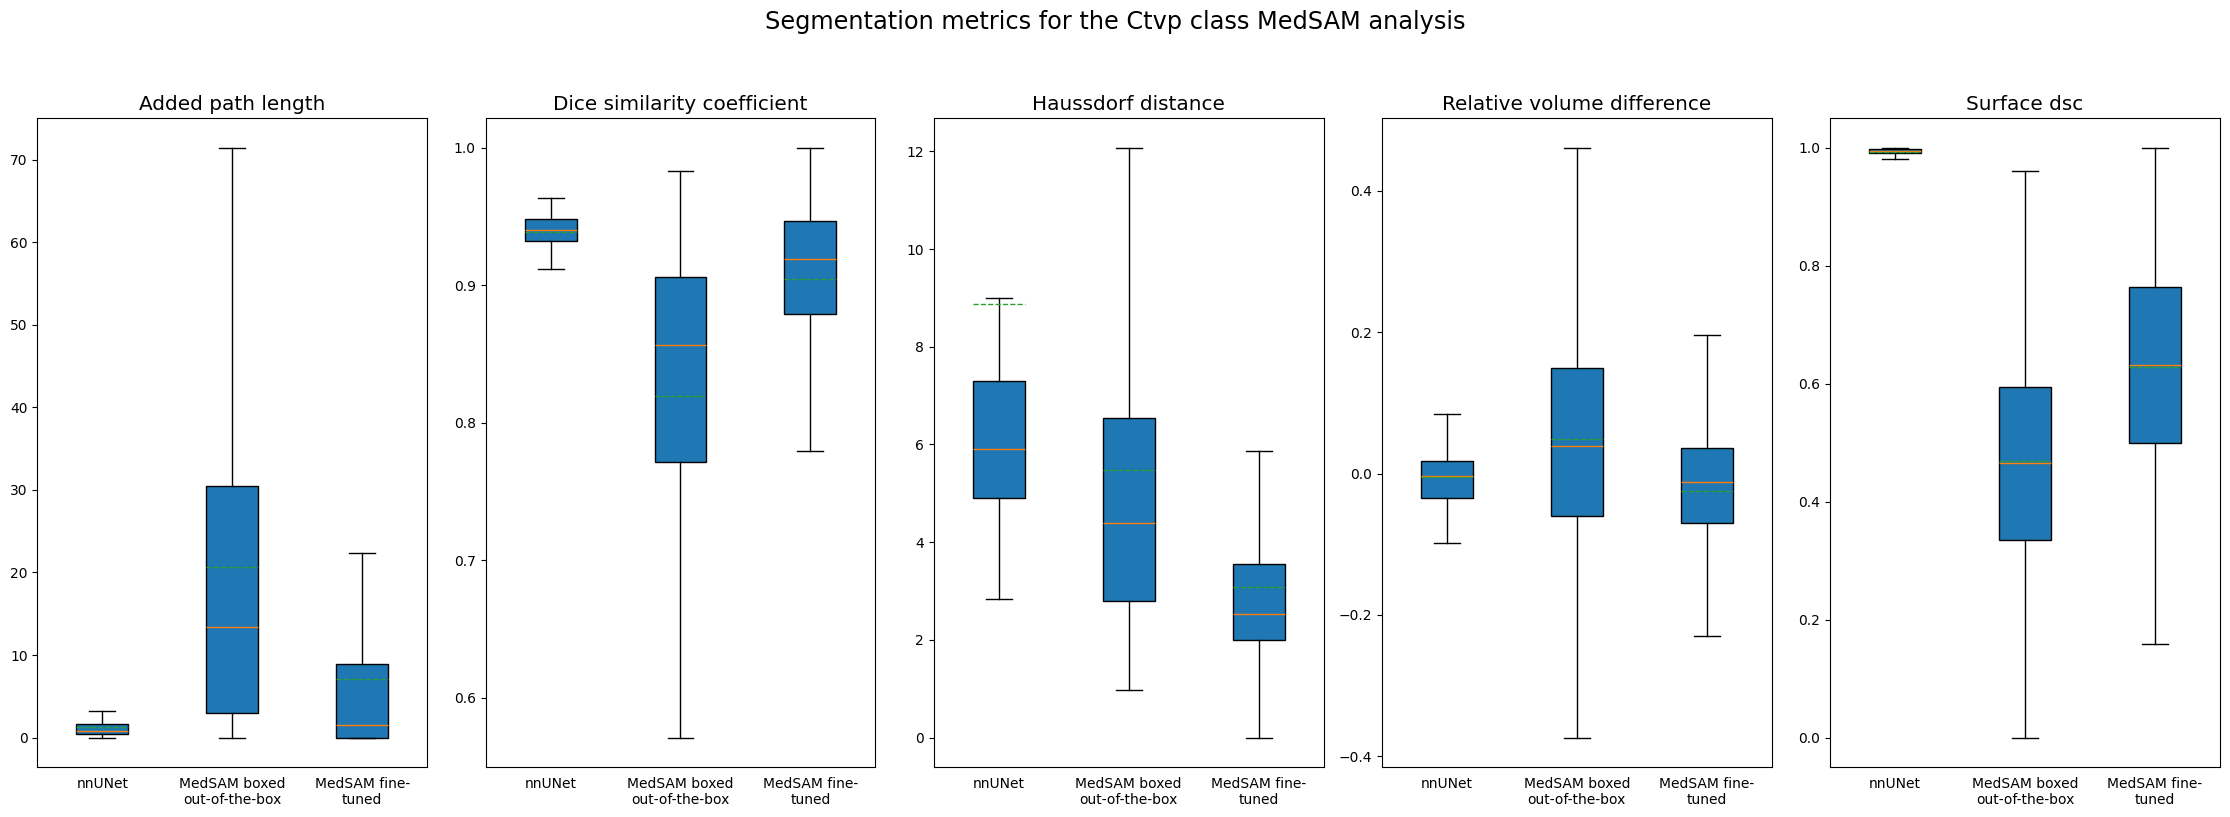 Segmentation metrics for the Ctvp class MedSAM analysis
Added path length
70
60
50
40
30
20
10
0
nnUNet
MedSAM boxed
out-of-the-box
MedSAM fine-
tuned
Dice similarity coefficient
1.0
0.9
0.8
0.7
0.6
nnUNet
MedSAM boxed
out-of-the-box
MedSAM fine-
tuned
Haussdorf distance
12
10
8
6
4
2
0
nnUNet
MedSAM boxed
out-of-the-box
MedSAM fine-
tuned
Relative volume difference
0.4
0.2
0.0
−0.2
−0.4
nnUNet
MedSAM boxed
out-of-the-box
MedSAM fine-
tuned
Surface dsc
1.0
0.8
0.6
0.4
0.2
0.0
nnUNet
MedSAM boxed
out-of-the-box
MedSAM fine-
tuned